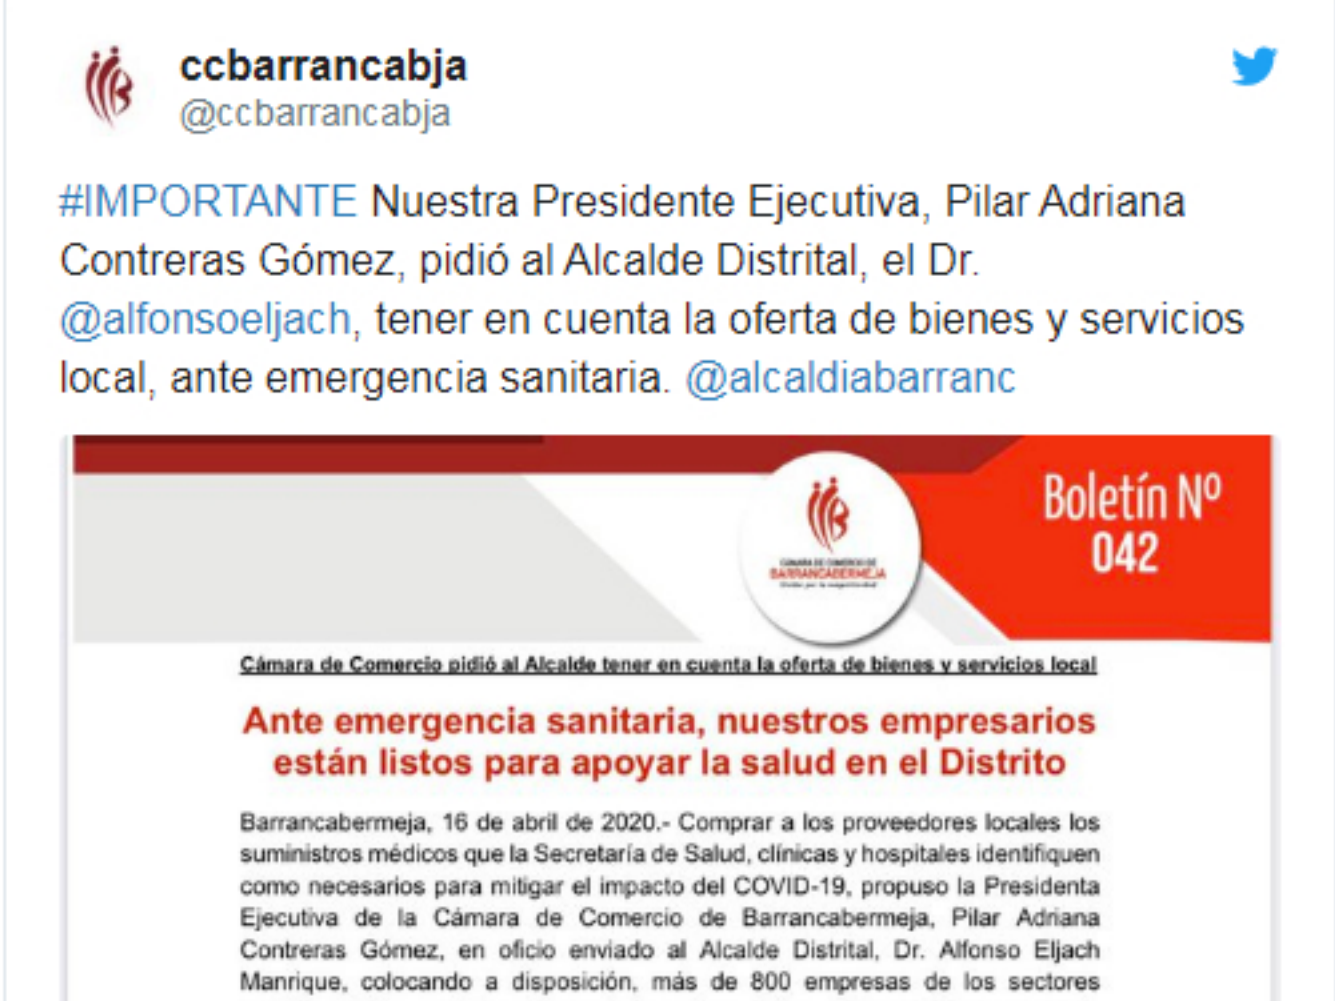 ccbarrancabja
@ccbarrancabja
#IMPORTANTE Nuestra Presidente Ejecutiva, Pilar Adriana
Contreras Gómez, pidió al Alcalde Distrital, el Dr.
@alfonsoeljach, tener en cuenta la oferta de bienes y servicios
local, ante emergencia sanitaria. @alcaldiabarranc
Boletín Nº
042
CÁMARA DE COMERCIO DE
BARRANCABERMEJA
Cámara de Comercio pidió al Alcalde tener en cuenta la oferta de bienes y servicios local
Ante emergencia sanitaria, nuestros empresarios
están listos para apoyar la salud en el Distrito
Barrancabermeja, 16 de abril de 2020.- Comprar a los proveedores locales los
suministros médicos que la Secretaría de Salud, clínicas y hospitales identifiquen
como necesarios para mitigar el impacto del COVID-19, propuso la Presidenta
Ejecutiva de la Cámara de Comercio de Barrancabermeja, Pilar Adriana
Contreras Gómez, en oficio enviado al Alcalde Distrital, Dr. Alfonso Eljach
Manrique, colocando a disposición, más de 800 empresas de los sectores